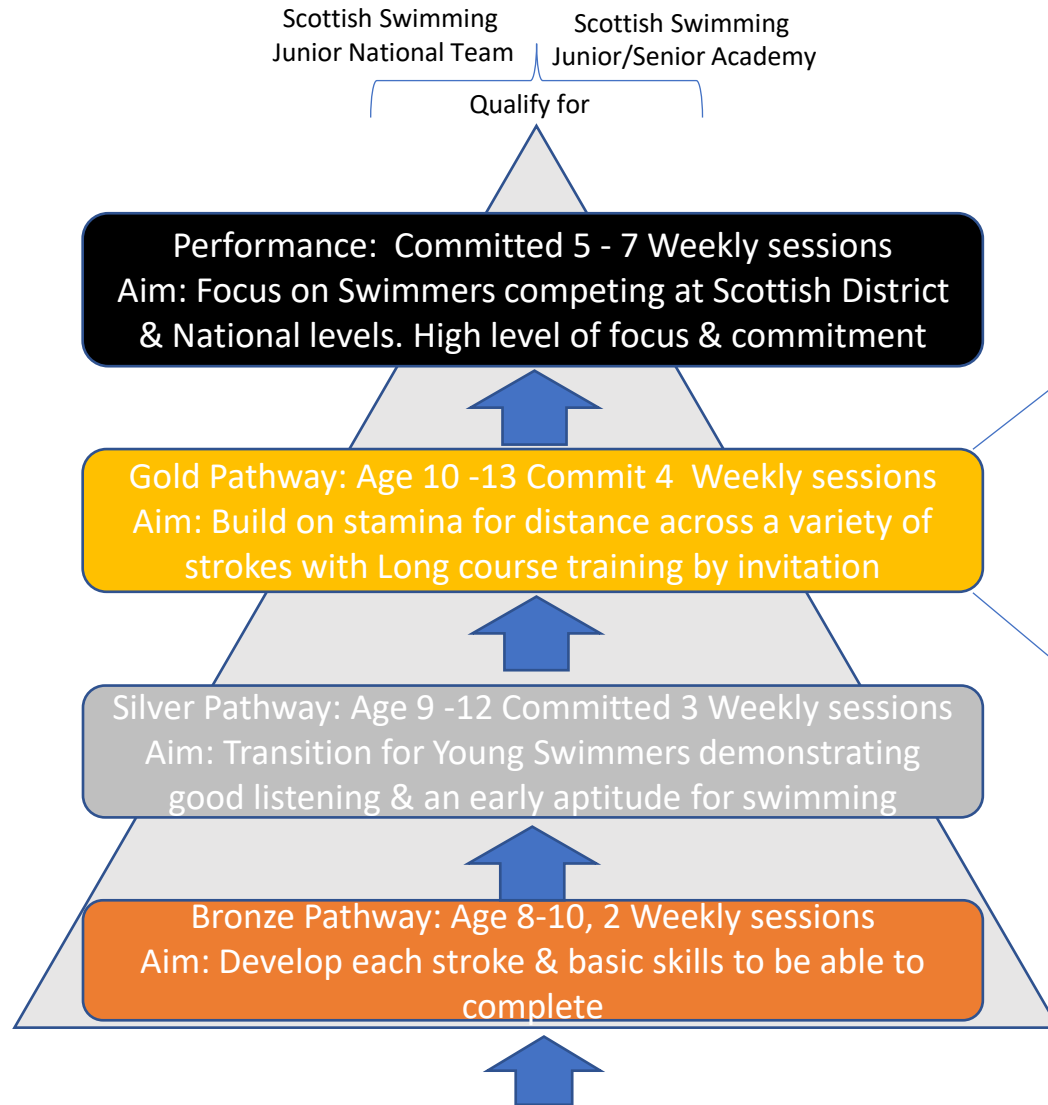 Scottish Swimming
Junior National Team
Scottish Swimming
Junior/Senior Academy
Qualify for
Performance: Committed 5 - 7 Weekly sessions
Aim: Focus on Swimmers competing at Scottish District
& National levels. High level of focus & commitment
Gold Pathway: Age 10 -13 Commit 4 Weekly sessions
Aim: Build on stamina for distance across a variety of
strokes with Long course training by invitation
Silver Pathway: Age 9 -12 Committed 3 Weekly sessions
Aim: Transition for Young Swimmers demonstrating
good listening & an early aptitude for swimming
Bronze Pathway: Age 8-10, 2 Weekly sessions
Aim: Develop each stroke & basic skills to be able to
complete